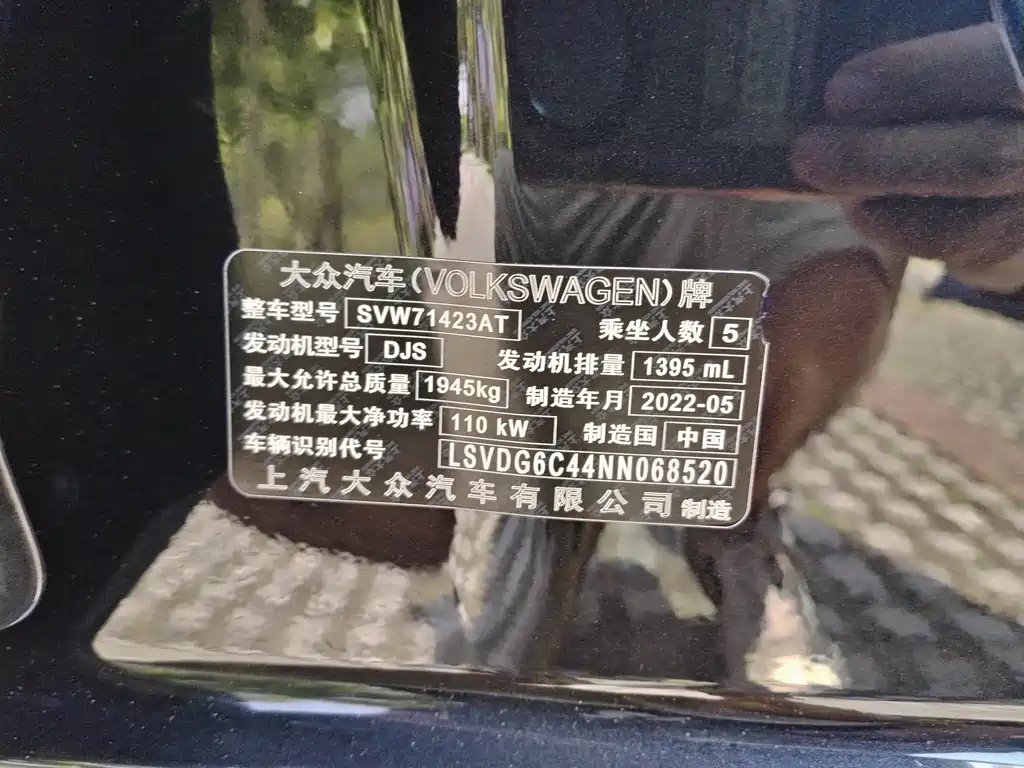 大众汽车(VOLKSWAGEN)牌
整车型号 SVW71423AT 乘坐人数 5
发动机型号 DJS 发动机排量 1395 mL
最大允许总质量 1945kg 制造年月 2022-05
发动机最大净功率 110 kW 制造国 中国
车辆识别代号 LSVDG6C44NN068520
上汽大众汽车有限公司 制造